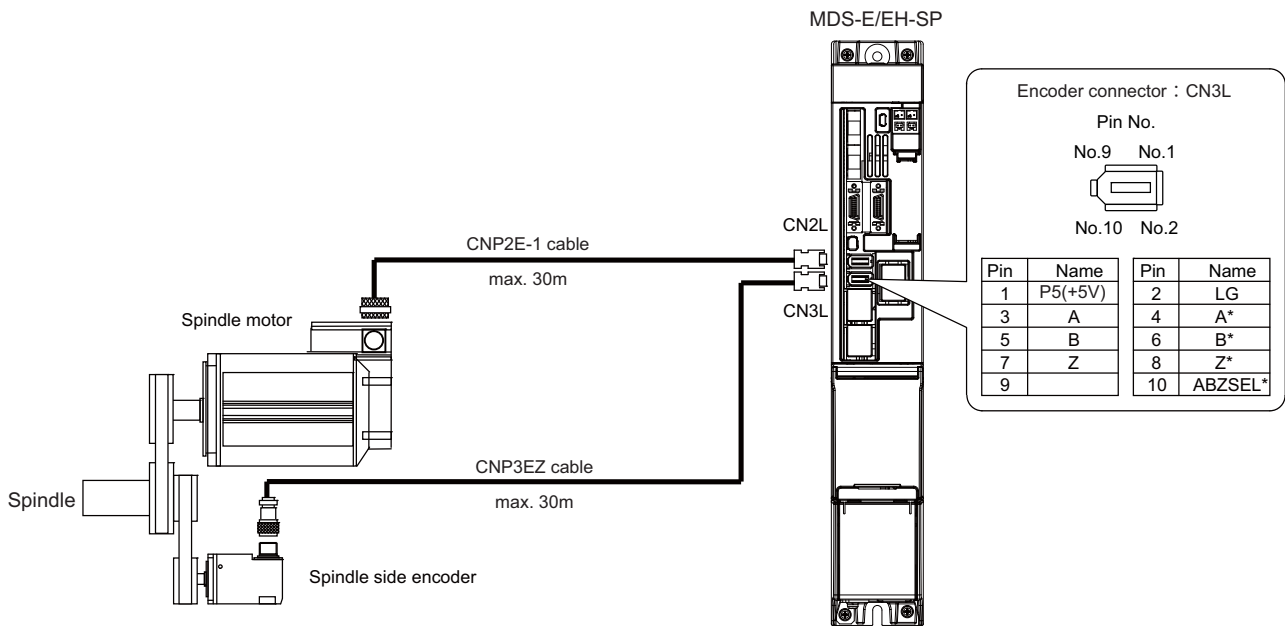 MDS-E/EH-SP
Encoder connector：CN3L
Pin No.
No.9 No.1
No.10 No.2
CN2L
CNP2E-1 cable
max. 30m
CN3L
Pin Name Pin Name
1 P5(+5V) 2 LG
3 A 4 A*
5 B 6 B*
7 Z 8 Z*
9 10 ABZSEL*
Spindle motor
CNP3EZ cable
max. 30m
Spindle
Spindle side encoder